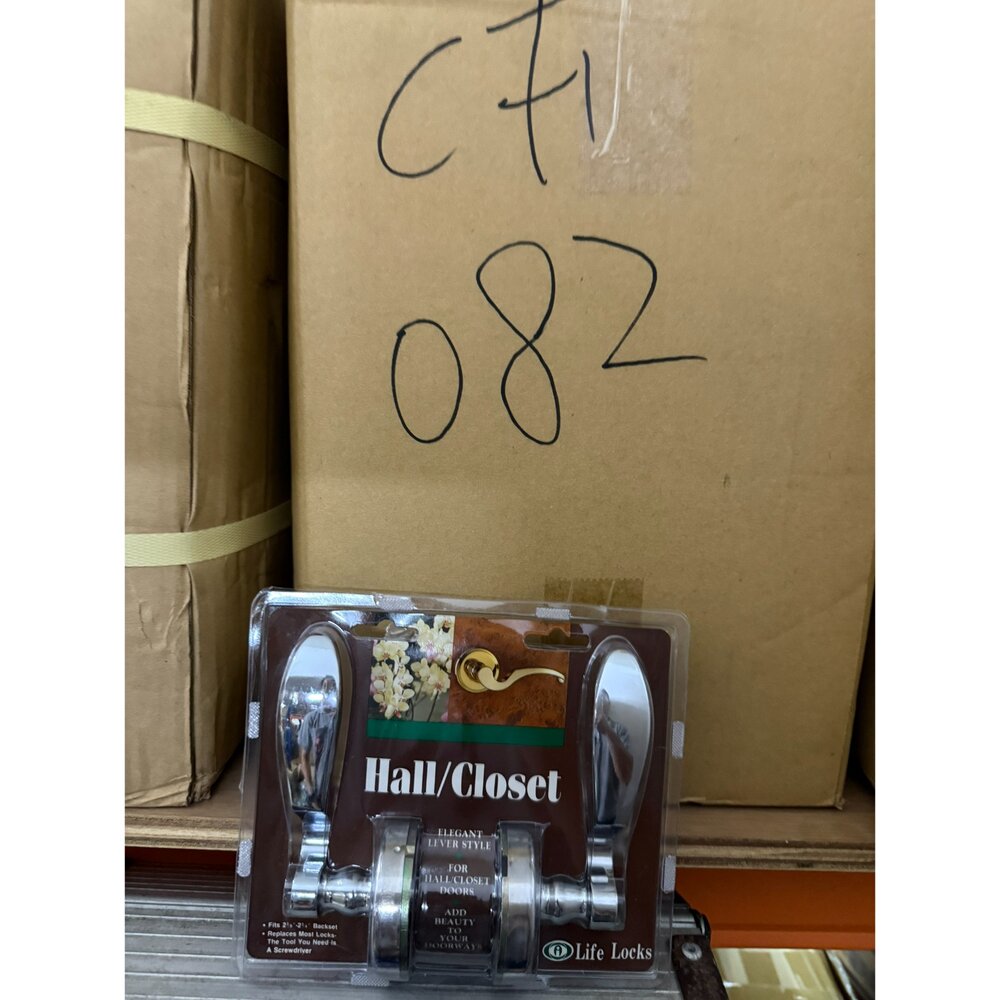 082
Hall/Closet
ELEGANT
LEVER STYLE
FOR
HALL/CLOSET
DOORS
ADD
BEAUTY
TO
YOUR
DOORWAYS
• Replaces Most Locks-
The Tool You Need is
A Screwdriver
Life Locks